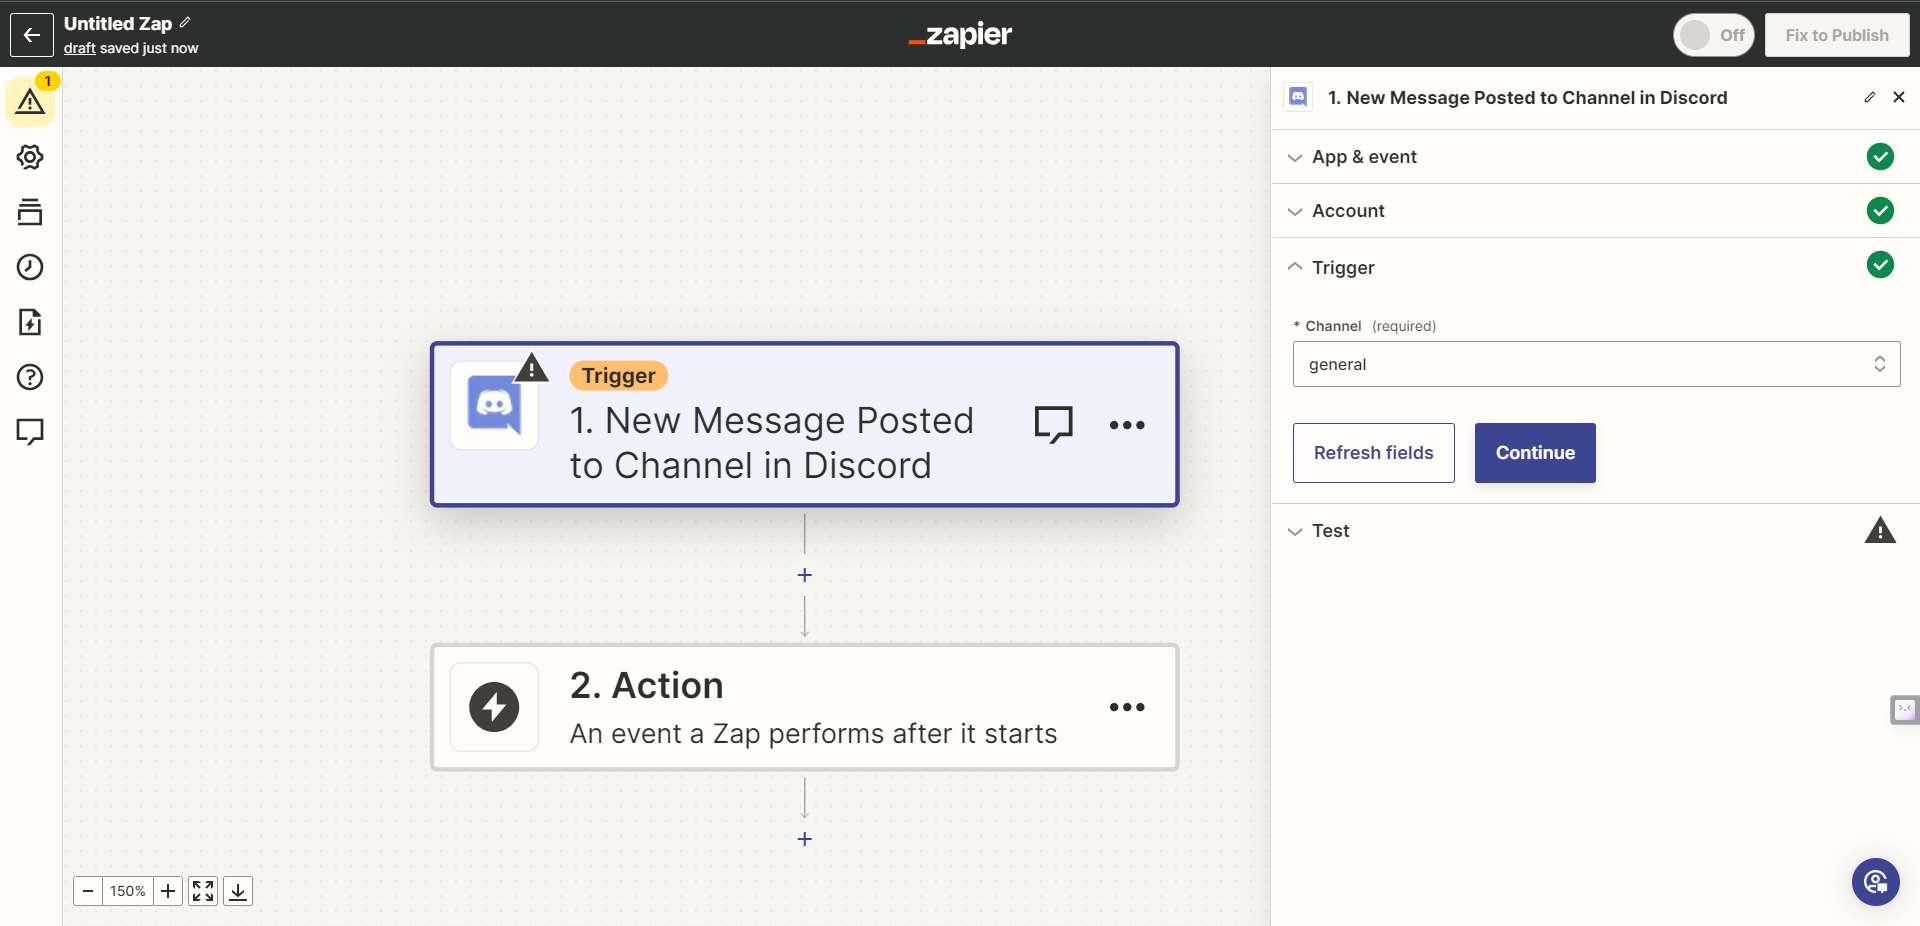 Untitled Zap
draft saved just now
_zapier
Off
Fix to Publish
1
1. New Message Posted to Channel in Discord
App & event
Account
Trigger
* Channel (required)
general
Refresh fields
Continue
Test
Trigger
1. New Message Posted
to Channel in Discord
2. Action
An event a Zap performs after it starts
150%